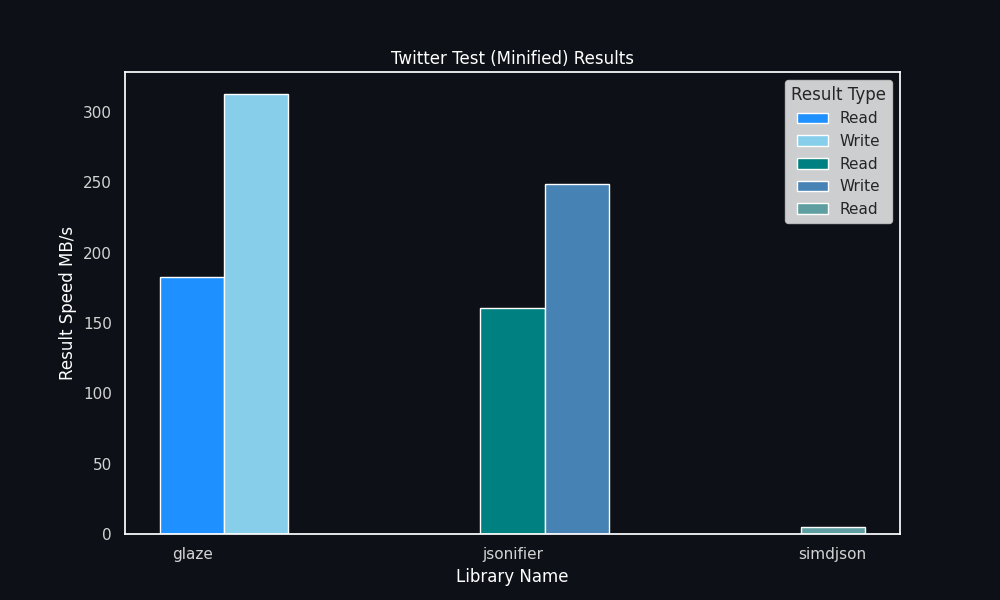 Twitter Test (Minified) Results
Result Type
Read
Write
Read
Write
Read
Result Speed MB/s
300
250
200
150
100
50
0
glaze
jsonifier
simdjson
Library Name